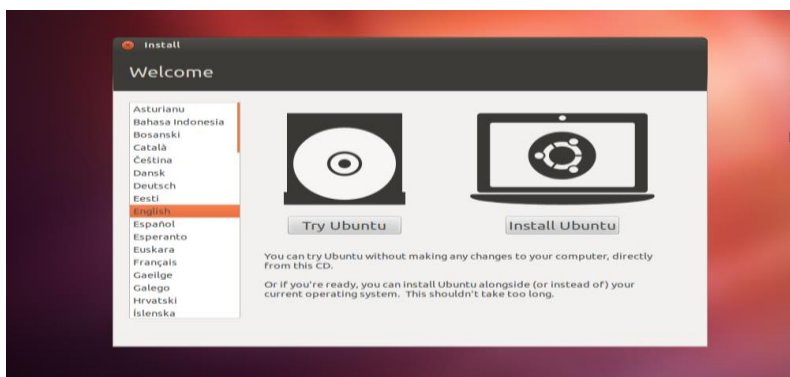 Install
Welcome
Asturianu
Bahasa Indonesia
Bosanski
Català
Čeština
Dansk
Deutsch
Eesti
English
Español
Esperanto
Euskara
Français
Gaeilge
Galego
Hrvatski
Íslenska
Try Ubuntu
Install Ubuntu
You can try Ubuntu without making any changes to your computer, directly
from this CD.
Or if you're ready, you can install Ubuntu alongside (or instead of) your
current operating system. This shouldn't take too long.